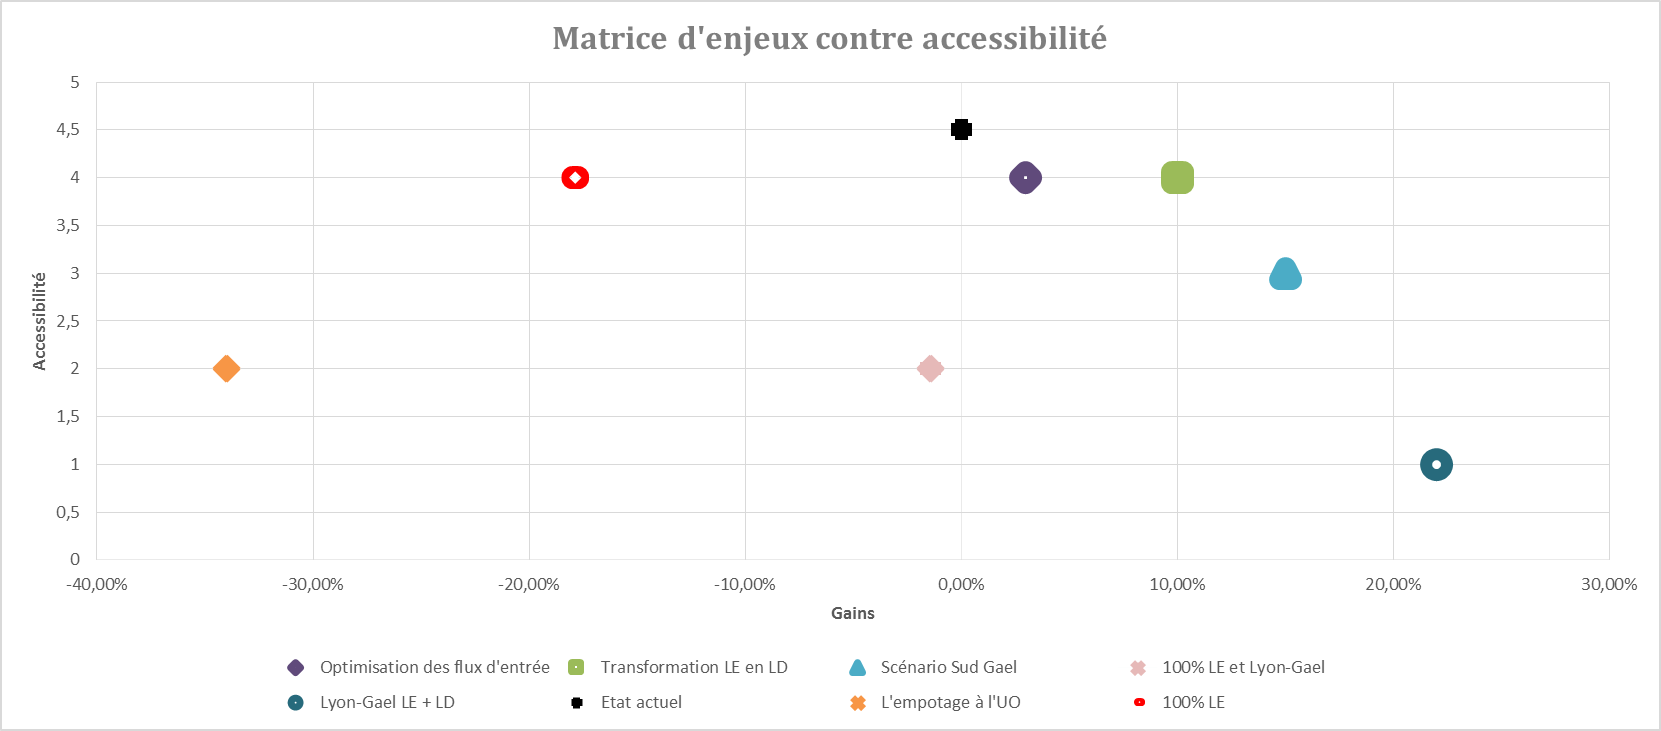 Matrice d'enjeux contre accessibilité
5
4,5
4
3,5
3
2,5
2
1,5
1
0,5
0
Accessibilité
-40,00% -30,00% -20,00% -10,00% 0,00% 10,00% 20,00% 30,00%
Gains
Optimisation des flux d'entrée Transformation LE en LD Scénario Sud Gael 100% LE et Lyon-Gael
Lyon-Gael LE + LD Etat actuel L'empotage à l'UO 100% LE